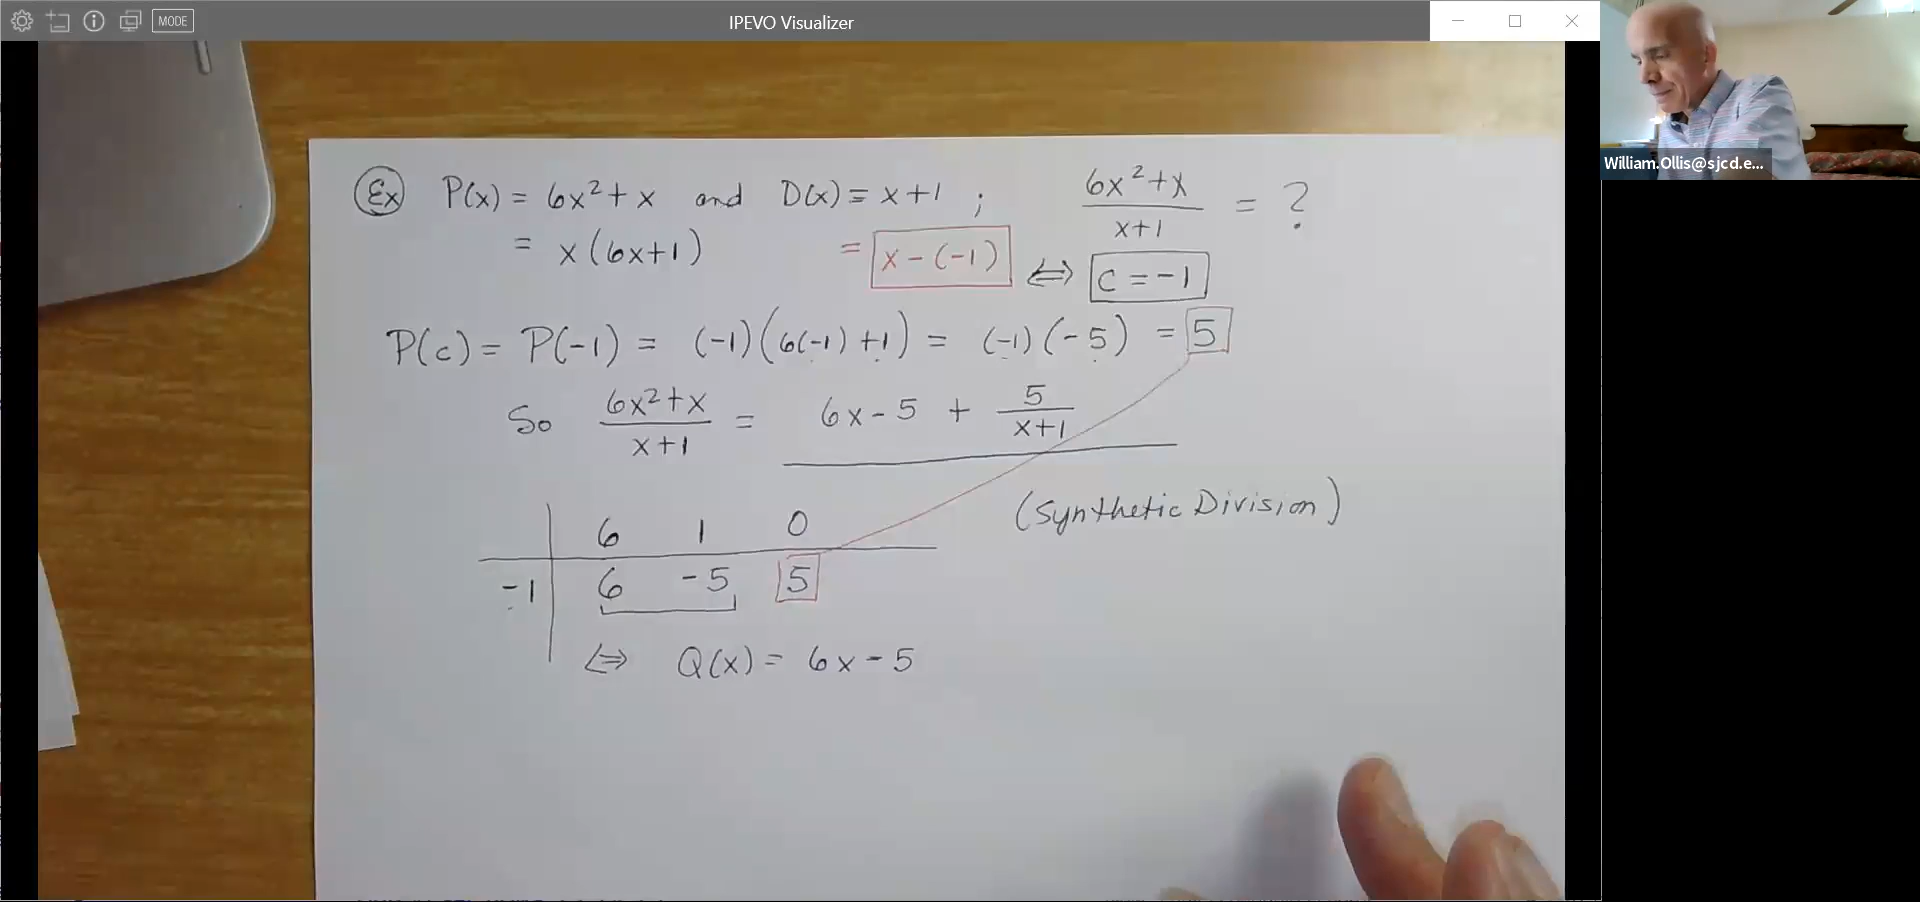 MODE
IPEVO Visualizer
William.Ollis@sjcd.e...
Ex P(x) = 6x² + x and D(x) = x + 1 ; (6x² + x)/(x + 1) = ?
= x(6x+1) = x - (-1) ⇔ c = -1
P(c) = P(-1) = (-1)(6(-1)+1) = (-1)(-5) = 5
So (6x² + x)/(x + 1) = 6x - 5 + 5/(x + 1)
(Synthetic Division)
6 1 0
-1 6 -5 5
⇔ Q(x) = 6x - 5